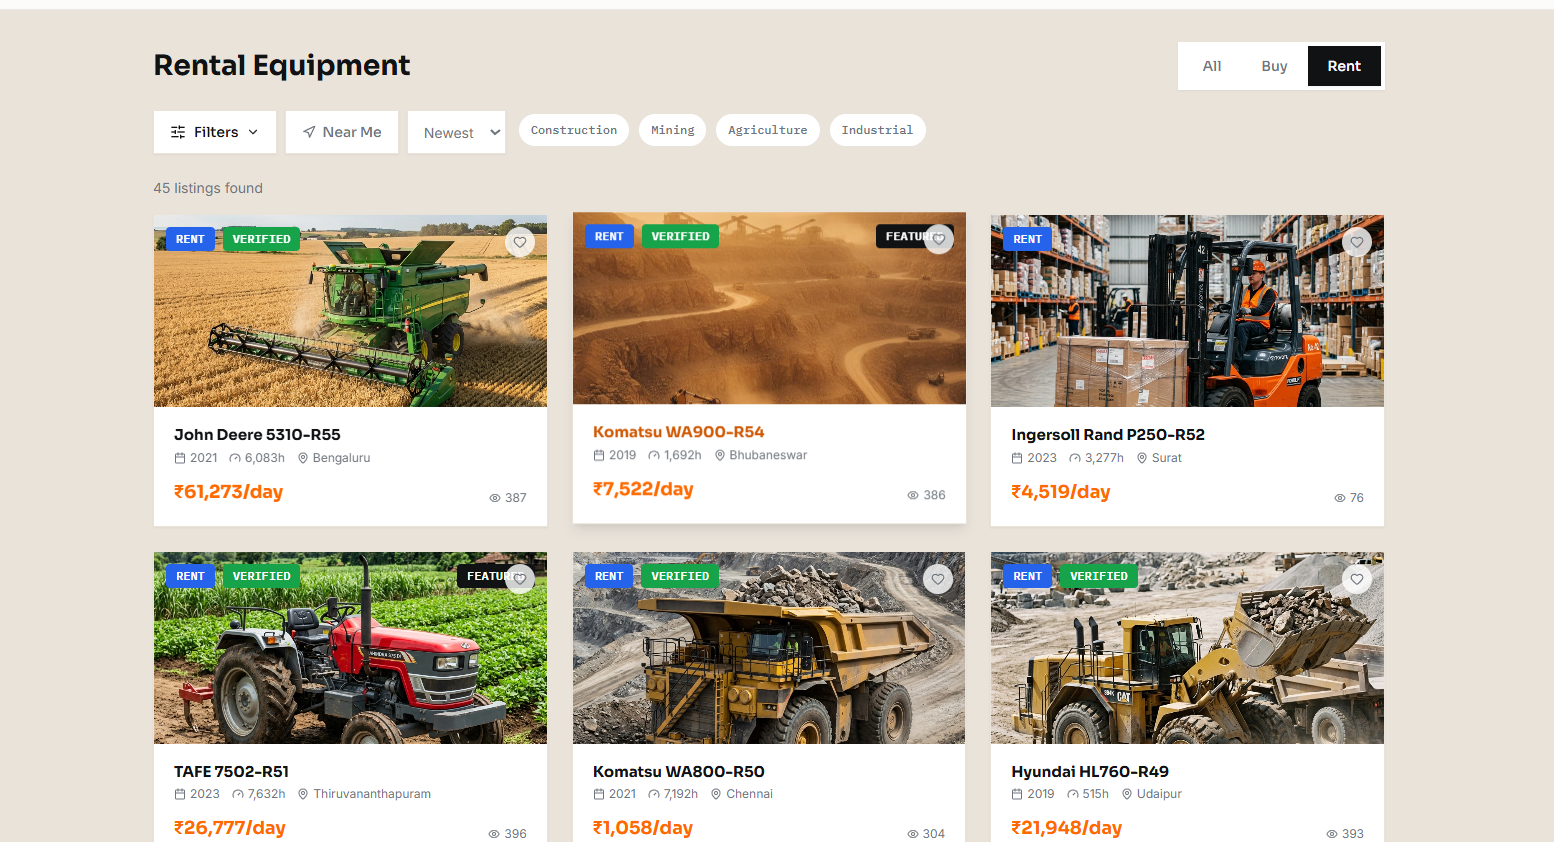 Rental Equipment
All Buy Rent
Filters Near Me Newest Construction Mining Agriculture Industrial
45 listings found
RENT VERIFIED
John Deere 5310-R55
2021 6,083h Bengaluru
₹61,273/day 387
RENT VERIFIED
Komatsu WA900-R54
2019 1,692h Bhubaneswar
₹7,522/day 386
RENT
42
Ingersoll Rand P250-R52
2023 3,277h Surat
₹4,519/day 76
RENT VERIFIED
TAFE 7502-R51
2023 7,632h Thiruvananthapuram
₹26,777/day 396
RENT VERIFIED
Komatsu WA800-R50
2021 7,192h Chennai
₹1,058/day 304
RENT VERIFIED
CAT
Hyundai HL760-R49
2019 515h Udaipur
₹21,948/day 393